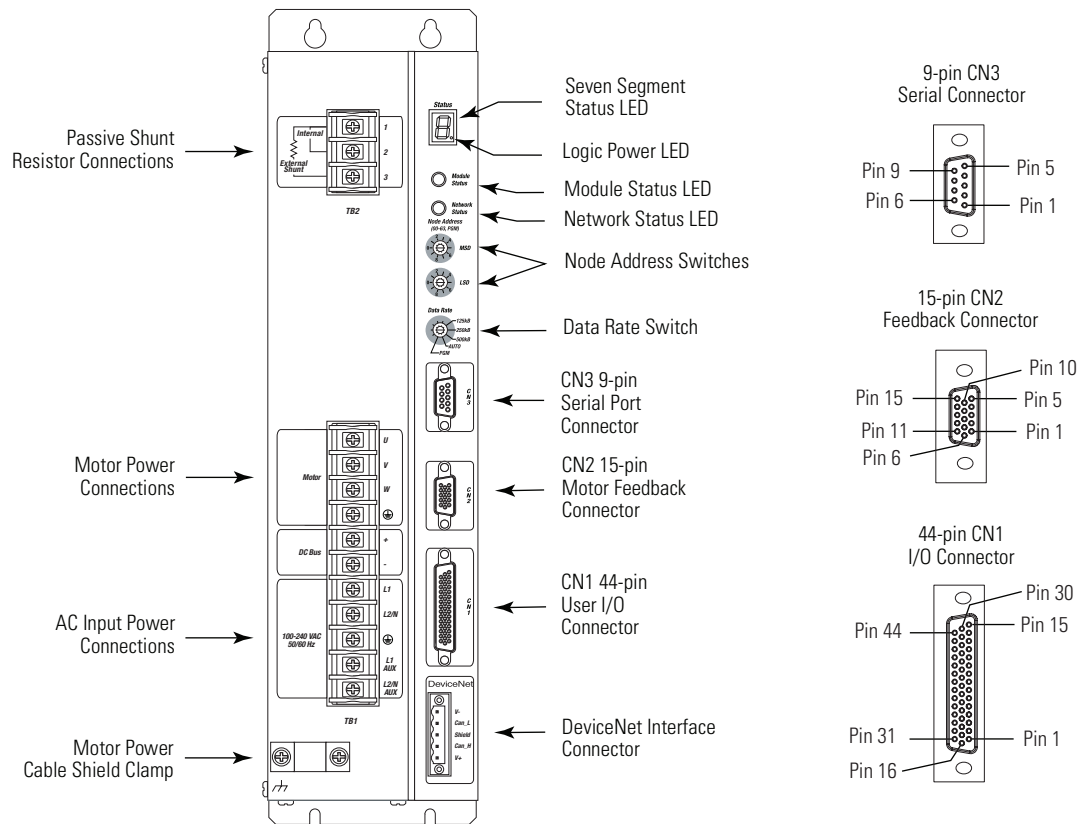 Passive Shunt
Resistor Connections
Motor Power
Connections
AC Input Power
Connections
Motor Power
Cable Shield Clamp
Internal
External
Shunt
1
2
3
TB2
Motor
U
V
W
DC Bus
+
-
100-240 VAC
50/60 Hz
L1
L2/N
L1
AUX
L2/N
AUX
TB1
Status
8.
Module
Status
Network
Status
Node Address
(00-63, PGM)
MSD
LSD
Data Rate
125kB
250kB
500kB
AUTO
PGM
CN3
CN2
CN1
DeviceNet
V-
Can_L
Shield
Can_H
V+
Seven Segment
Status LED
Logic Power LED
Module Status LED
Network Status LED
Node Address Switches
Data Rate Switch
CN3 9-pin
Serial Port
Connector
CN2 15-pin
Motor Feedback
Connector
CN1 44-pin
User I/O
Connector
DeviceNet Interface
Connector
9-pin CN3
Serial Connector
Pin 9
Pin 5
Pin 6
Pin 1
15-pin CN2
Feedback Connector
Pin 10
Pin 15
Pin 5
Pin 11
Pin 1
Pin 6
44-pin CN1
I/O Connector
Pin 30
Pin 15
Pin 44
Pin 31
Pin 1
Pin 16